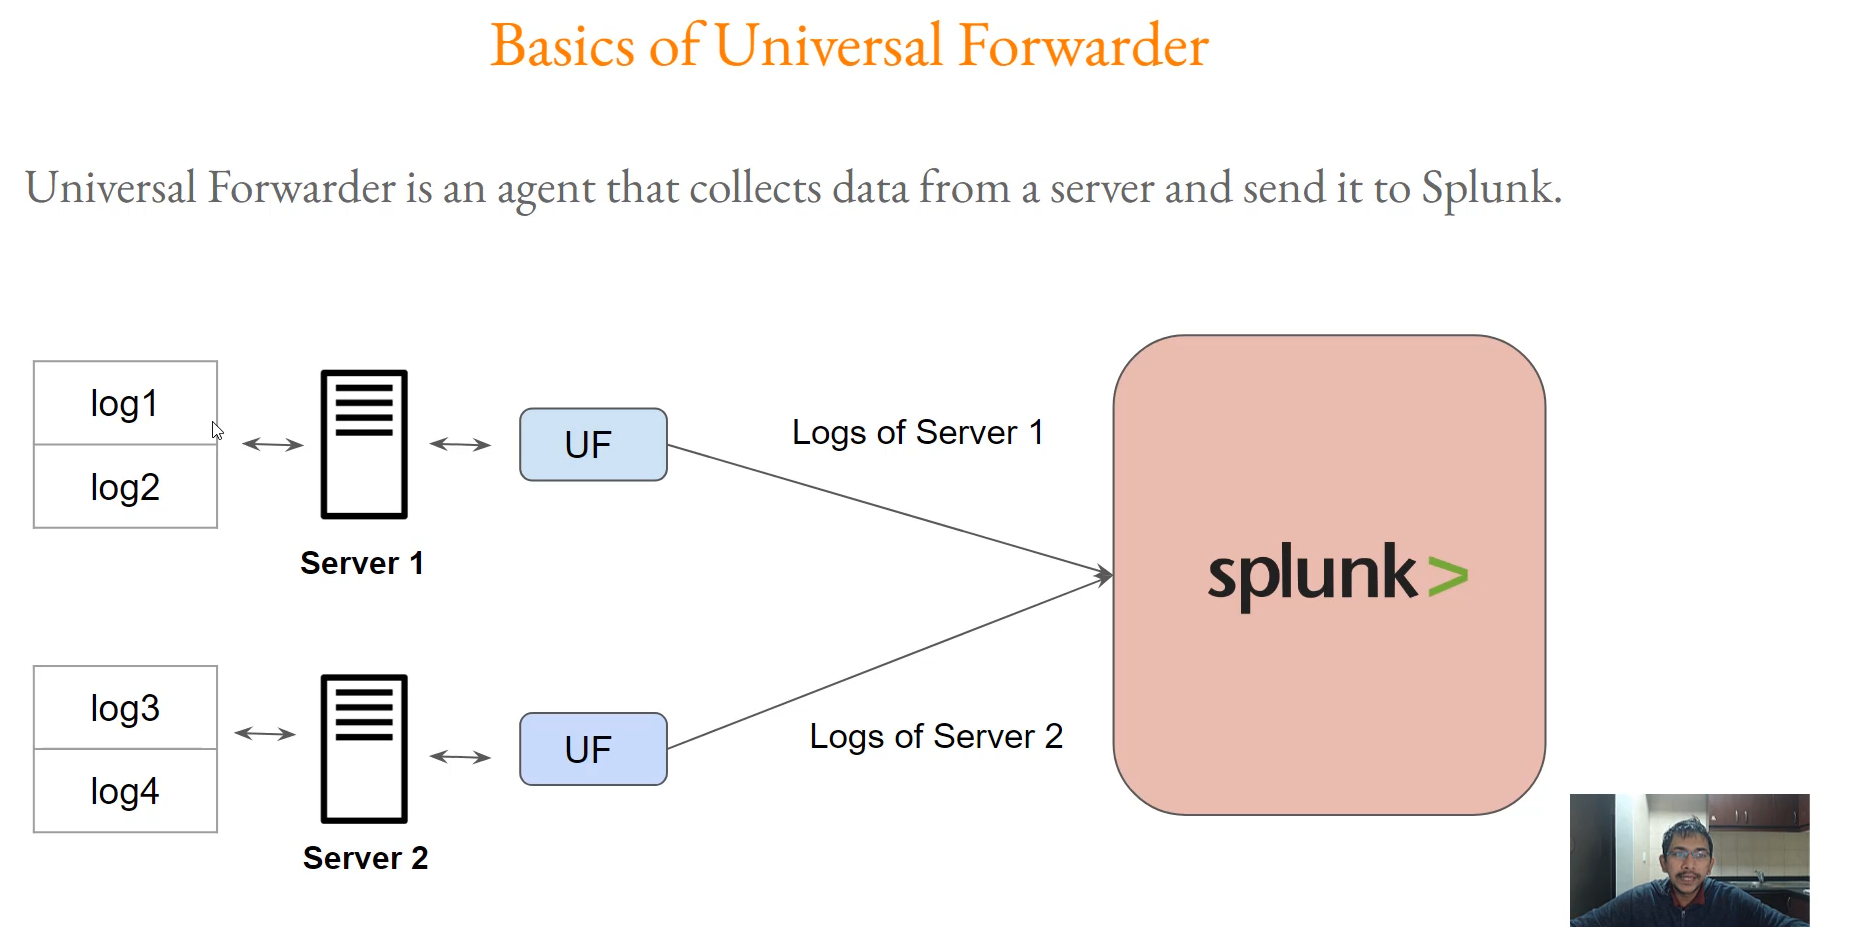 Basics of Universal Forwarder
Universal Forwarder is an agent that collects data from a server and send it to Splunk.
log1
log2
Server 1
UF
Logs of Server 1
splunk>
log3
log4
Server 2
UF
Logs of Server 2